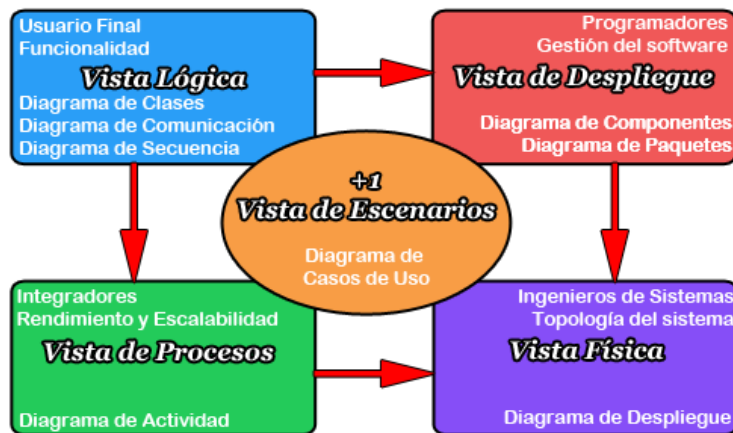 Usuario Final
Funcionalidad
Vista Lógica
Diagrama de Clases
Diagrama de Comunicación
Diagrama de Secuencia
Programadores
Gestión del software
Vista de Despliegue
Diagrama de Componentes
Diagrama de Paquetes
+1
Vista de Escenarios
Diagrama de
Casos de Uso
Integradores
Rendimiento y Escalabilidad
Vista de Procesos
Diagrama de Actividad
Ingenieros de Sistemas
Topología del sistema
Vista Física
Diagrama de Despliegue